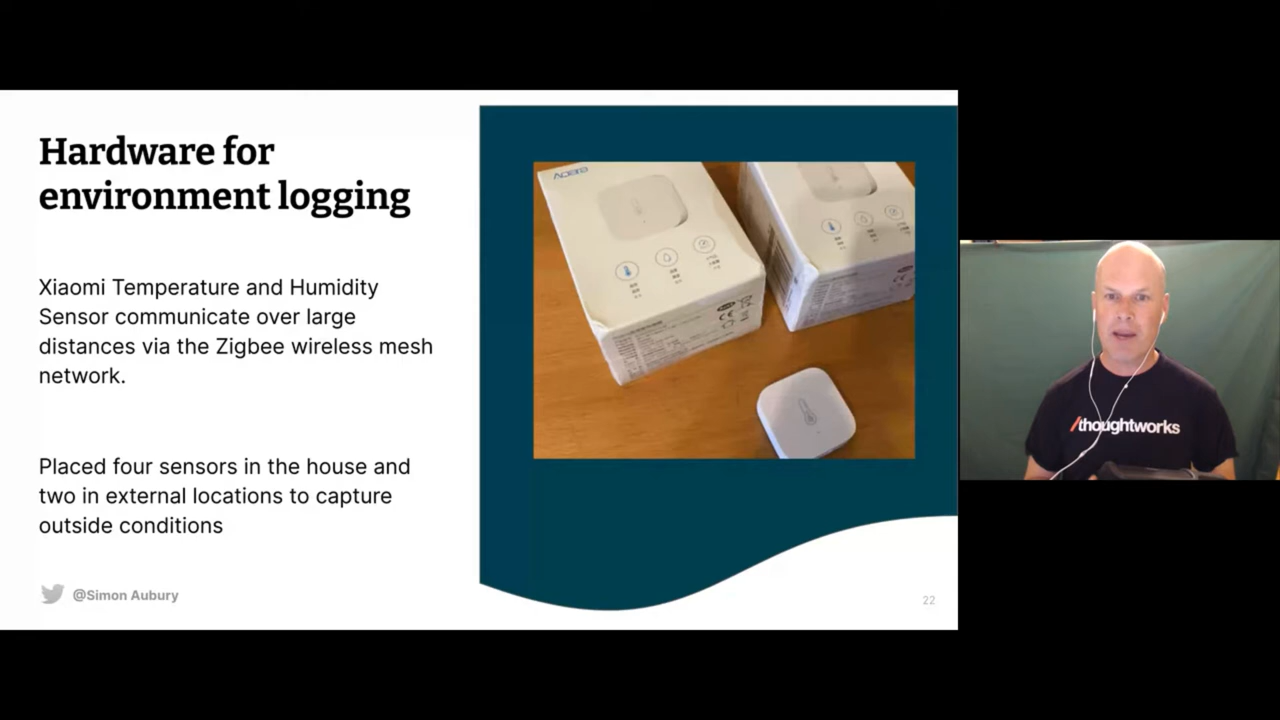 Hardware for
environment logging
Xiaomi Temperature and Humidity
Sensor communicate over large
distances via the Zigbee wireless mesh
network.
Placed four sensors in the house and
two in external locations to capture
outside conditions
@Simon Aubury
22
Aqara
/thoughtworks